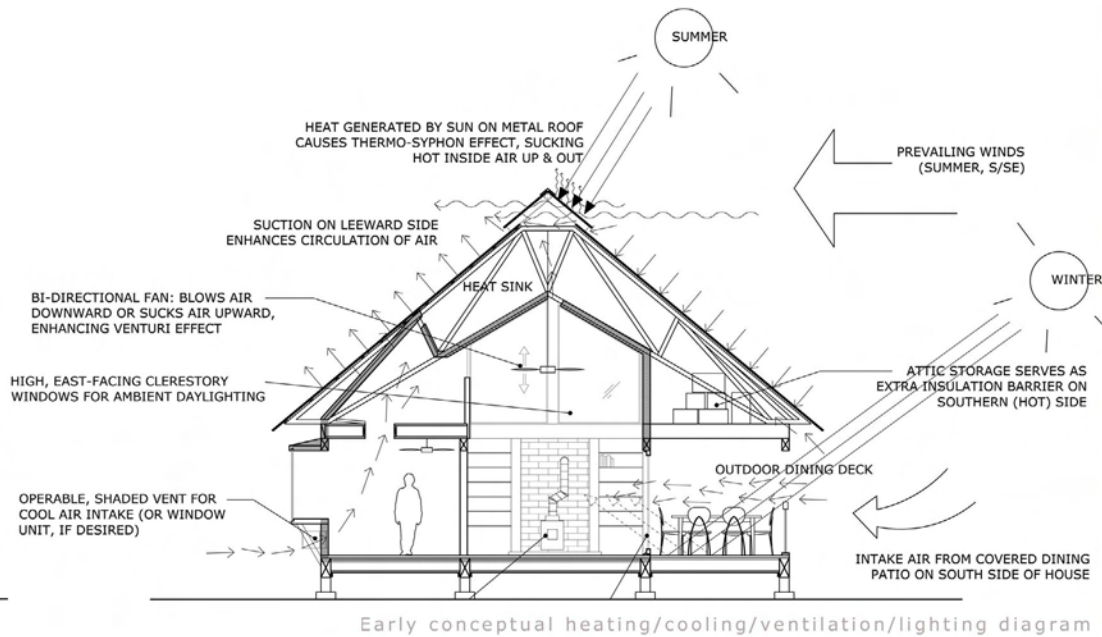 SUMMER
HEAT GENERATED BY SUN ON METAL ROOF
CAUSES THERMO-SYPHON EFFECT, SUCKING
HOT INSIDE AIR UP & OUT
PREVAILING WINDS
(SUMMER, S/SE)
SUCTION ON LEEWARD SIDE
ENHANCES CIRCULATION OF AIR
WINTER
HEAT SINK
BI-DIRECTIONAL FAN: BLOWS AIR
DOWNWARD OR SUCKS AIR UPWARD,
ENHANCING VENTURI EFFECT
HIGH, EAST-FACING CLERESTORY
WINDOWS FOR AMBIENT DAYLIGHTING
ATTIC STORAGE SERVES AS
EXTRA INSULATION BARRIER ON
SOUTHERN (HOT) SIDE
OUTDOOR DINING DECK
OPERABLE, SHADED VENT FOR
COOL AIR INTAKE (OR WINDOW
UNIT, IF DESIRED)
INTAKE AIR FROM COVERED DINING
PATIO ON SOUTH SIDE OF HOUSE
Early conceptual heating/cooling/ventilation/lighting diagram